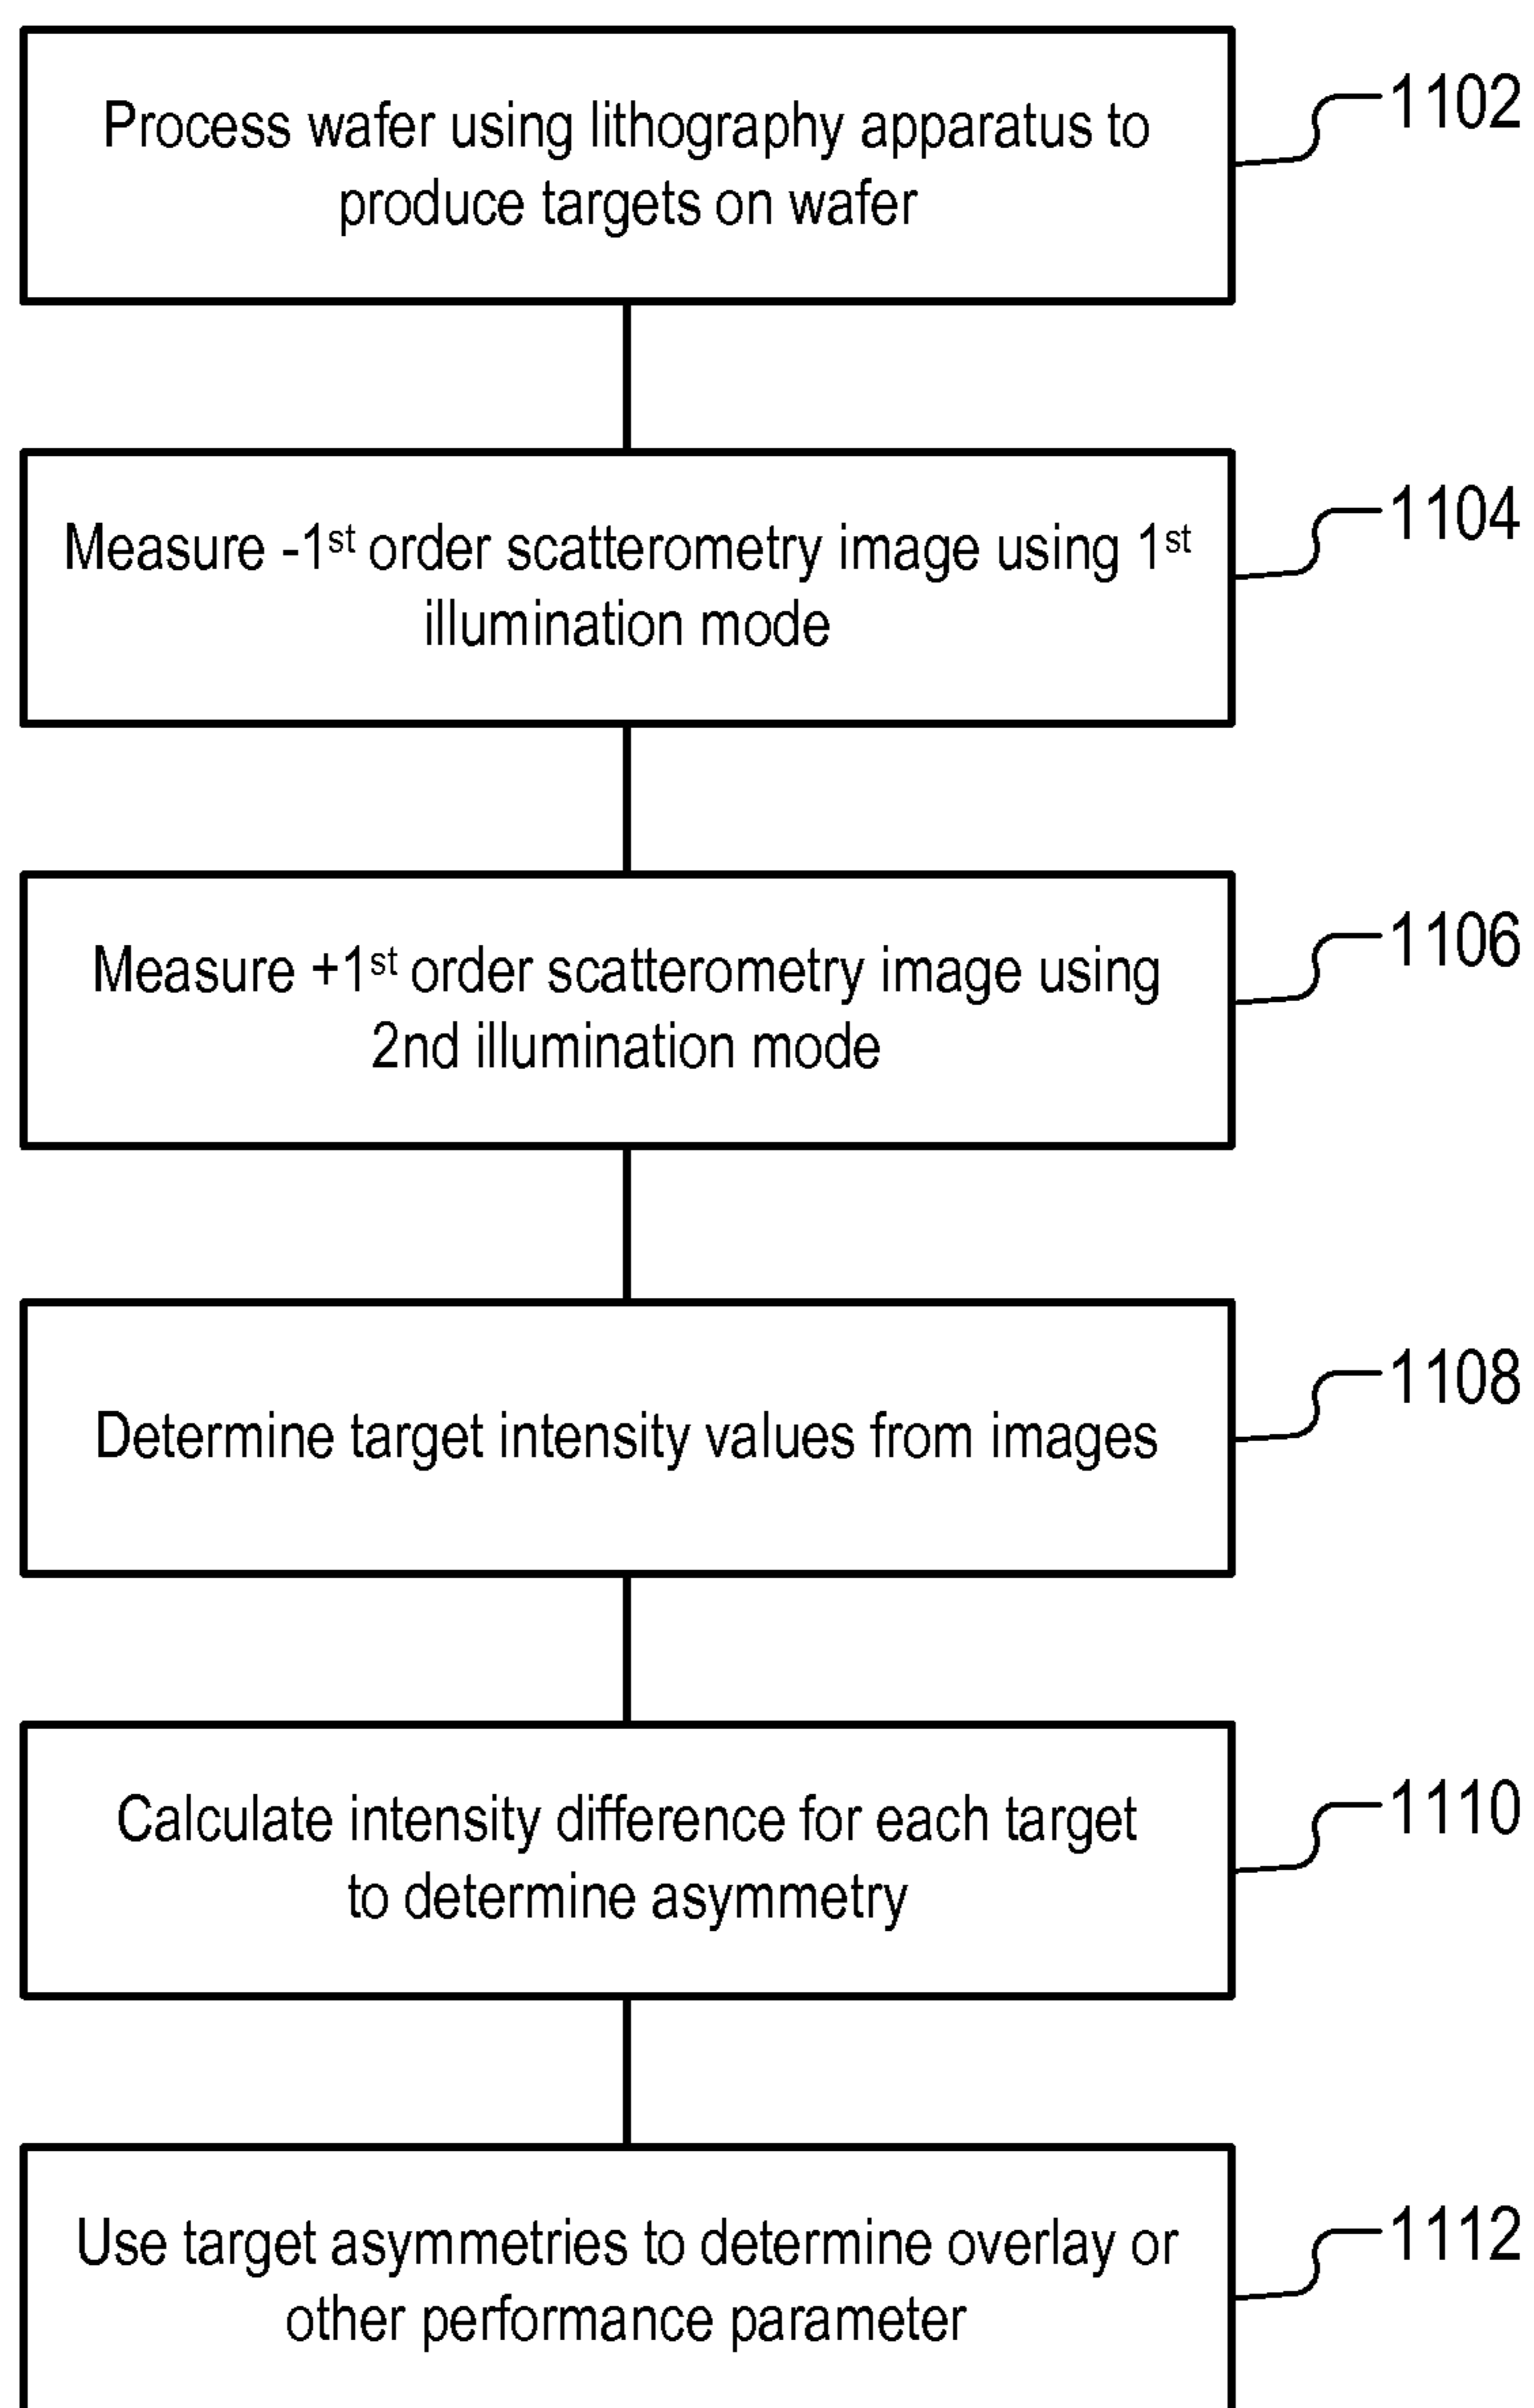 Process wafer using lithography apparatus to
produce targets on wafer
1102
Measure -1st order scatterometry image using 1st
illumination mode
1104
Measure +1st order scatterometry image using
2nd illumination mode
1106
Determine target intensity values from images
1108
Calculate intensity difference for each target
to determine asymmetry
1110
Use target asymmetries to determine overlay or
other performance parameter
1112